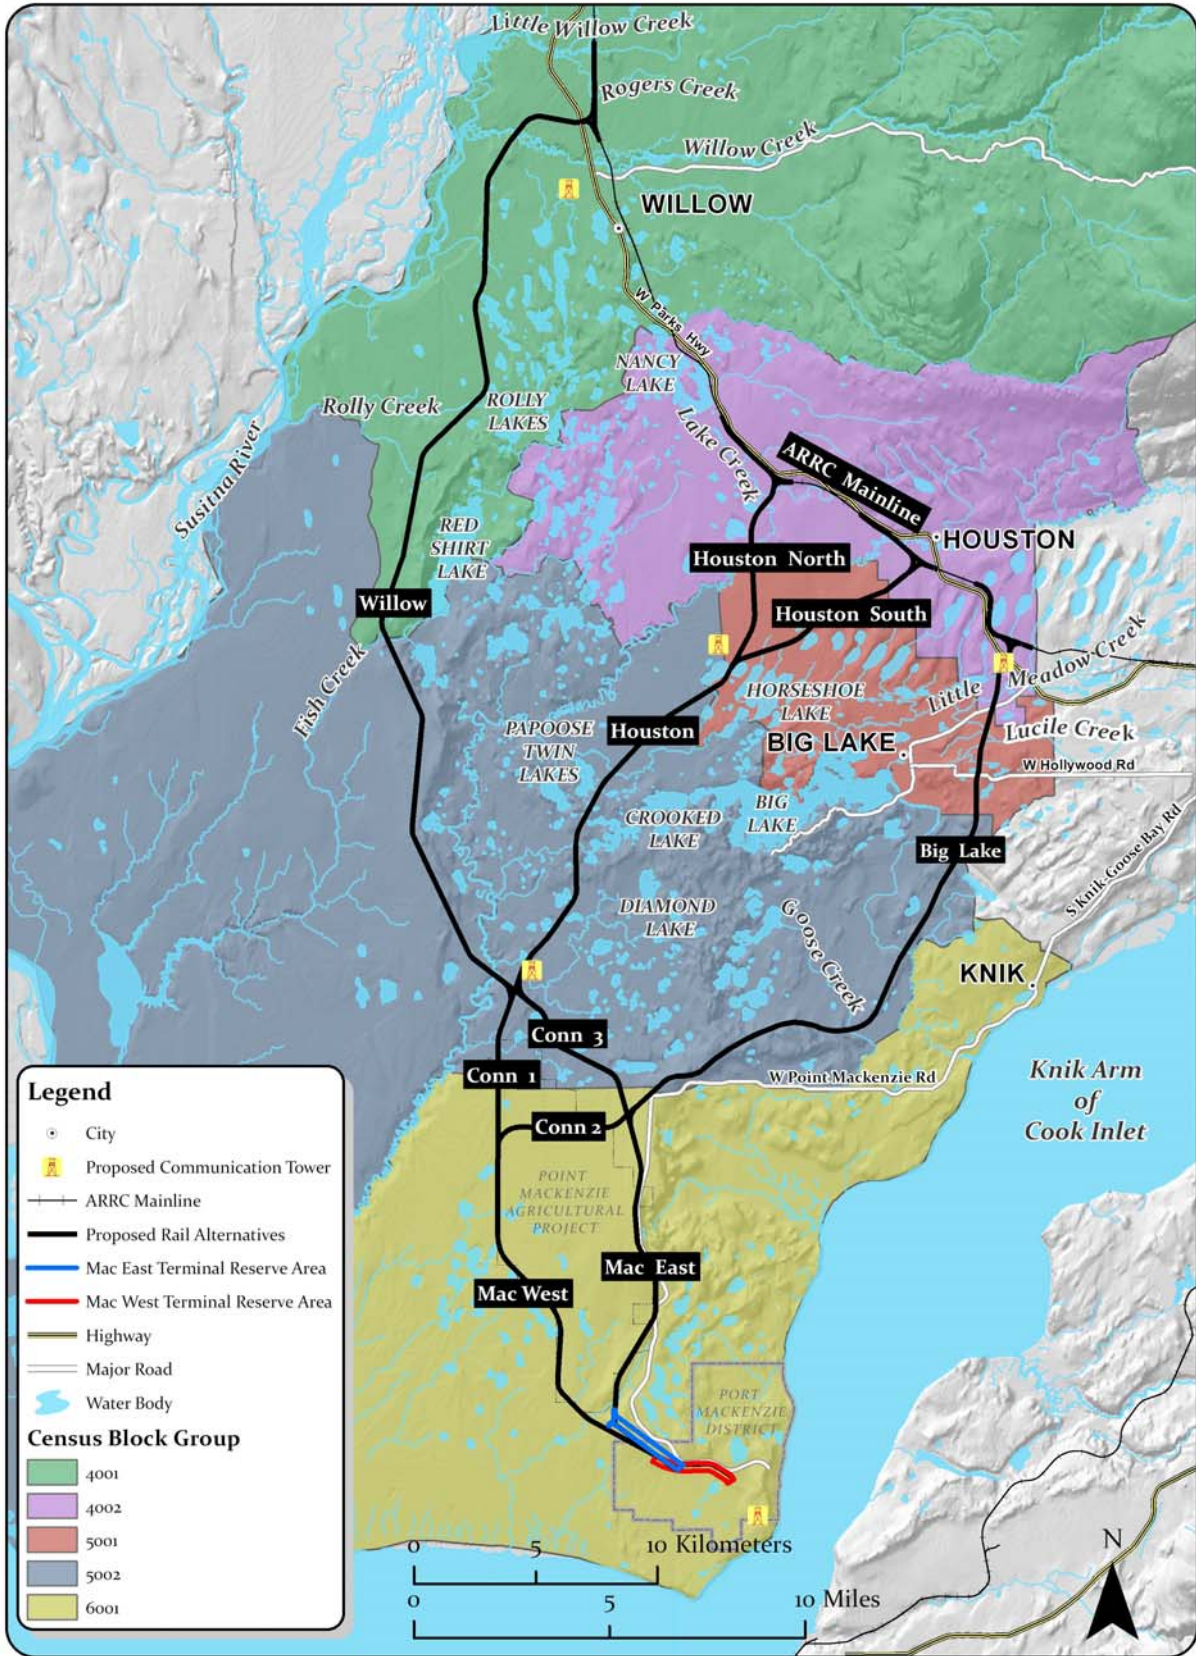 Little Willow Creek
Rogers Creek
Willow Creek
WILLOW
W Parks Hwy
NANCY
LAKE
Rolly Creek
ROLLY
LAKES
Lake Creek
ARRC Mainline
Susitna River
RED
SHIRT
LAKE
HOUSTON
Houston North
Willow
Houston South
Fish Creek
Little Meadow Creek
HORSESHOE
LAKE
PAPOOSE
TWIN
LAKES
Houston
BIG LAKE
Lucile Creek
W Hollywood Rd
CROOKED
LAKE
BIG
LAKE
Big Lake
S Knik-Goose Bay Rd
DIAMOND
LAKE
Goose Creek
KNIK
Conn 3
Conn 1
W Point Mackenzie Rd
Knik Arm
of
Cook Inlet
Conn 2
POINT
MACKENZIE
AGRICULTURAL
PROJECT
Mac East
Mac West
PORT
MACKENZIE
DISTRICT
Legend
City
Proposed Communication Tower
ARRC Mainline
Proposed Rail Alternatives
Mac East Terminal Reserve Area
Mac West Terminal Reserve Area
Highway
Major Road
Water Body
Census Block Group
4001
4002
5001
5002
6001
0 5 10 Kilometers
0 5 10 Miles
N